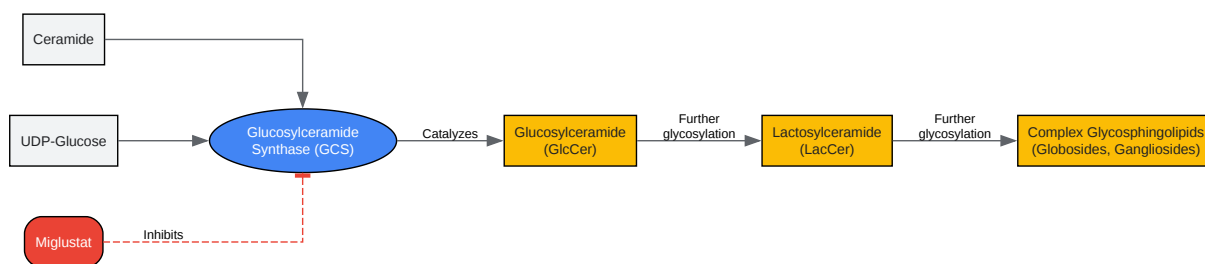 Ceramide
UDP-Glucose
Glucosylceramide
Synthase (GCS)
Catalyzes
Glucosylceramide
(GlcCer)
Further
glycosylation
Lactosylceramide
(LacCer)
Further
glycosylation
Complex Glycosphingolipids
(Globosides, Gangliosides)
Miglustat
Inhibits